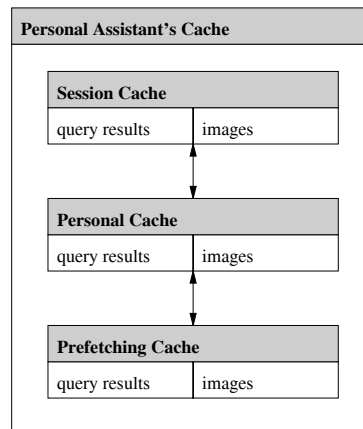 Personal Assistant's Cache
Session Cache
query results images
Personal Cache
query results images
Prefetching Cache
query results images